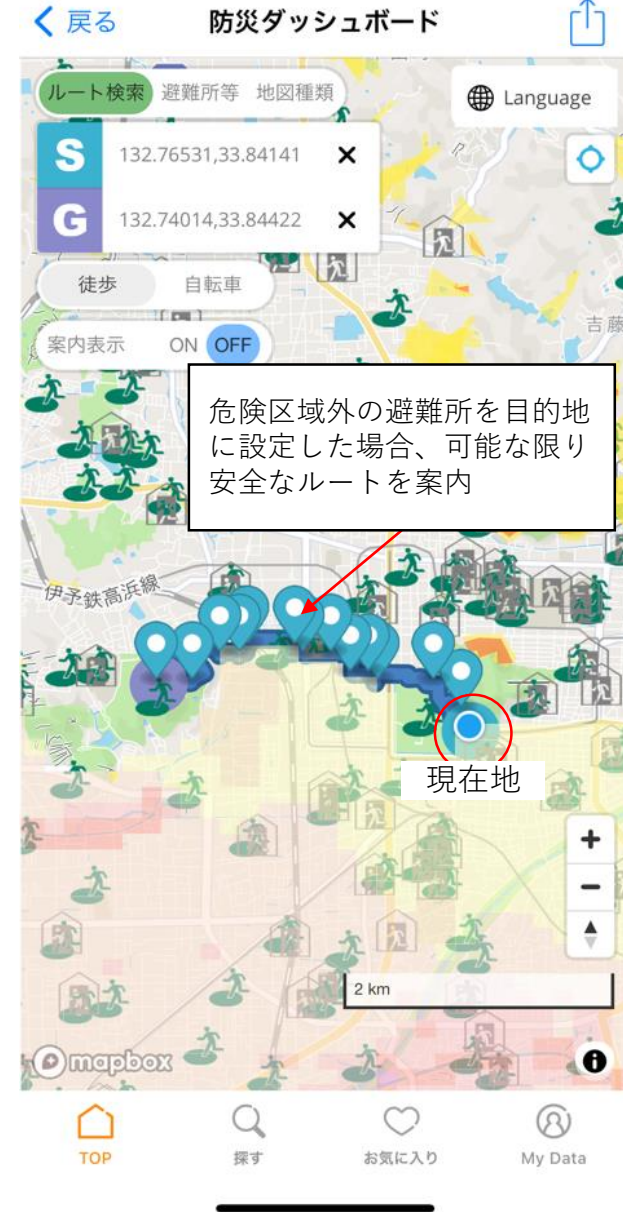 戻る
防災ダッシュボード
ルート検索 避難所等 地図種類
Language
S 132.76531,33.84141 ×
G 132.74014,33.84422 ×
徒歩 自転車
吉藤
案内表示 ON OFF
危険区域外の避難所を目的地
に設定した場合、可能な限り
安全なルートを案内
伊予鉄高浜線
現在地
+
−
2 km
mapbox
i
TOP 探す お気に入り My Data